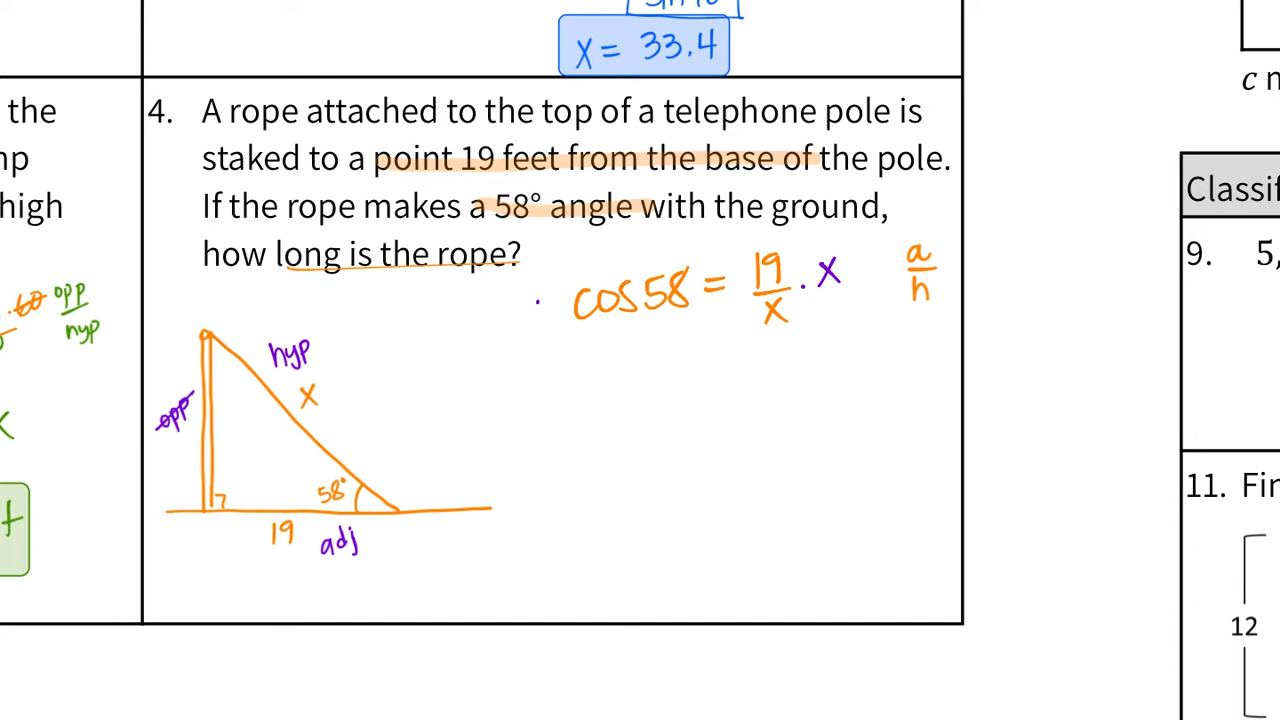 x = 33.4
the
high
4. A rope attached to the top of a telephone pole is
staked to a point 19 feet from the base of the pole.
If the rope makes a 58° angle with the ground,
how long is the rope?
cos 58 = 19/x · x
a/h
60 opp/hyp
hyp
x
opp
58°
19
adj
c
Classif
9. 5,
11. Fin
12